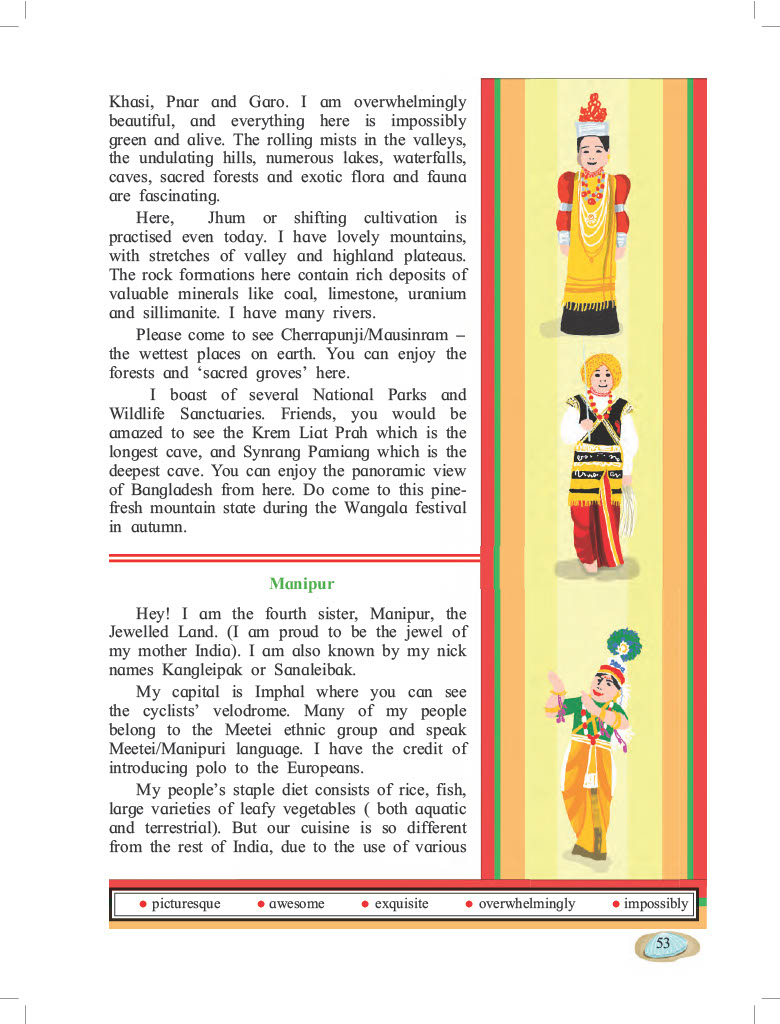 Khasi, Pnar and Garo. I am overwhelmingly
beautiful, and everything here is impossibly
green and alive. The rolling mists in the valleys,
the undulating hills, numerous lakes, waterfalls,
caves, sacred forests and exotic flora and fauna
are fascinating.
Here, Jhum or shifting cultivation is
practised even today. I have lovely mountains,
with stretches of valley and highland plateaus.
The rock formations here contain rich deposits of
valuable minerals like coal, limestone, uranium
and sillimanite. I have many rivers.
Please come to see Cherrapunji/Mausinram –
the wettest places on earth. You can enjoy the
forests and ‘sacred groves’ here.
I boast of several National Parks and
Wildlife Sanctuaries. Friends, you would be
amazed to see the Krem Liat Prah which is the
longest cave, and Synrang Pamiang which is the
deepest cave. You can enjoy the panoramic view
of Bangladesh from here. Do come to this pine-
fresh mountain state during the Wangala festival
in autumn.
Manipur
Hey! I am the fourth sister, Manipur, the
Jewelled Land. (I am proud to be the jewel of
my mother India). I am also known by my nick
names Kangleipak or Sanaleibak.
My capital is Imphal where you can see
the cyclists’ velodrome. Many of my people
belong to the Meetei ethnic group and speak
Meetei/Manipuri language. I have the credit of
introducing polo to the Europeans.
My people’s staple diet consists of rice, fish,
large varieties of leafy vegetables ( both aquatic
and terrestrial). But our cuisine is so different
from the rest of India, due to the use of various
• picturesque • awesome • exquisite • overwhelmingly • impossibly
53